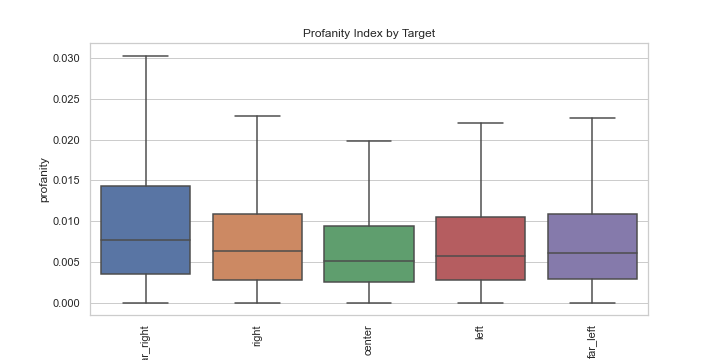 Profanity Index by Target
profanity
0.030
0.025
0.020
0.015
0.010
0.005
0.000
ar_right
right
center
left
far_left